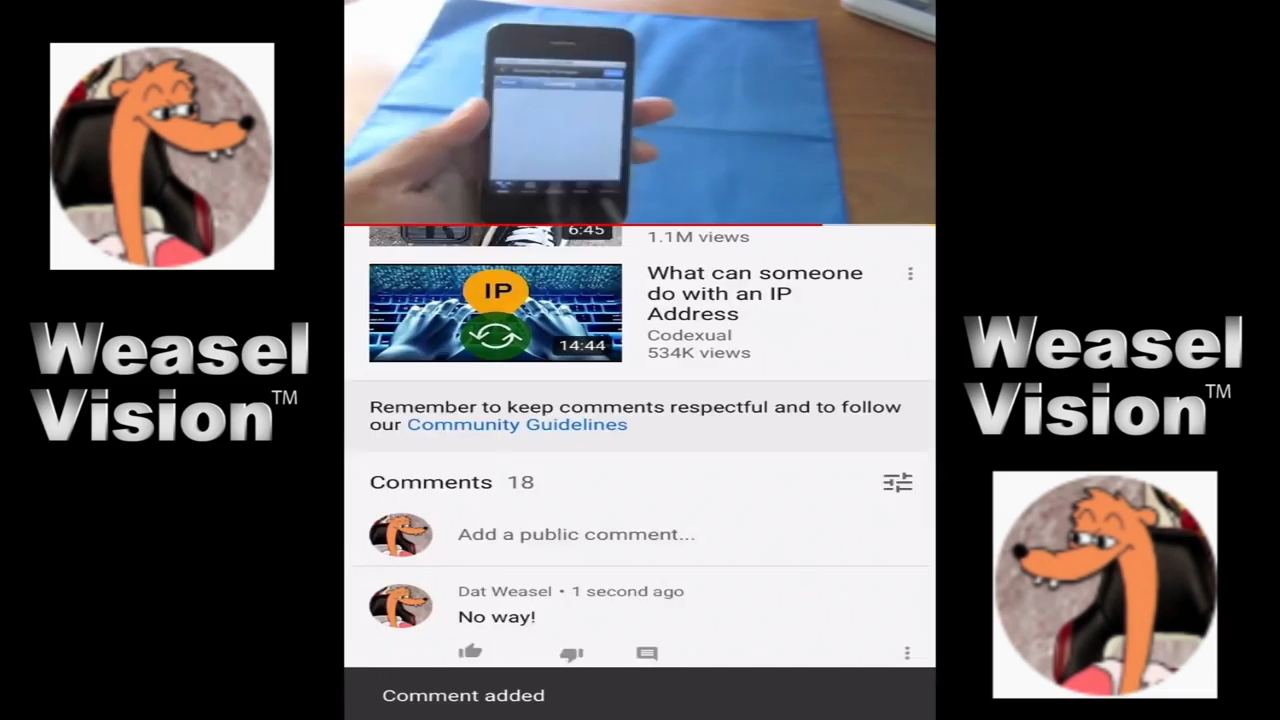 Weasel
Vision™
6:45
1.1M views
IP
14:44
What can someone
do with an IP
Address
Codexual
534K views
Remember to keep comments respectful and to follow
our Community Guidelines
Comments 18
Add a public comment...
Dat Weasel • 1 second ago
No way!
Comment added
Weasel
Vision™